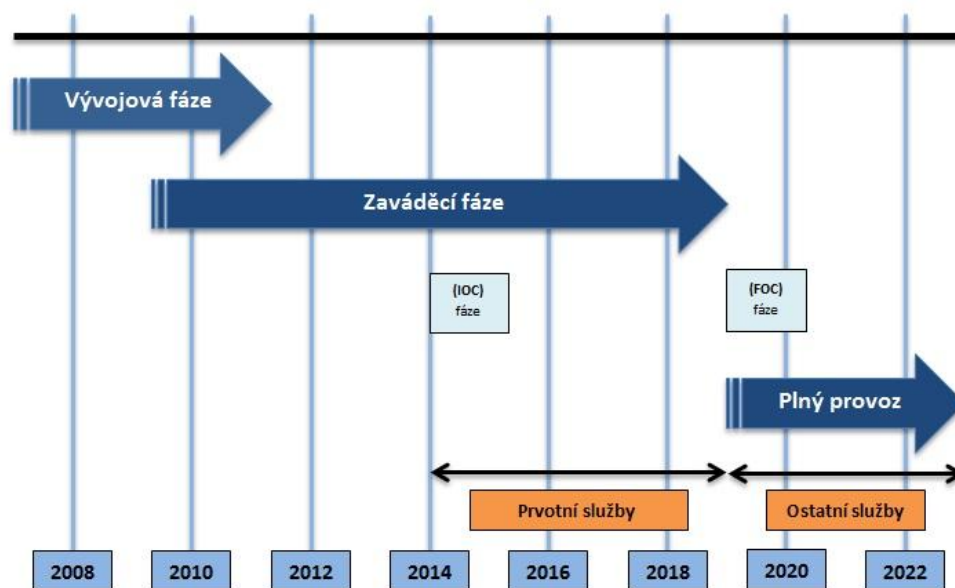 Vývojová fáze
Zaváděcí fáze
(IOC)
fáze
(FOC)
fáze
Plný provoz
Prvotní služby
Ostatní služby
2008
2010
2012
2014
2016
2018
2020
2022